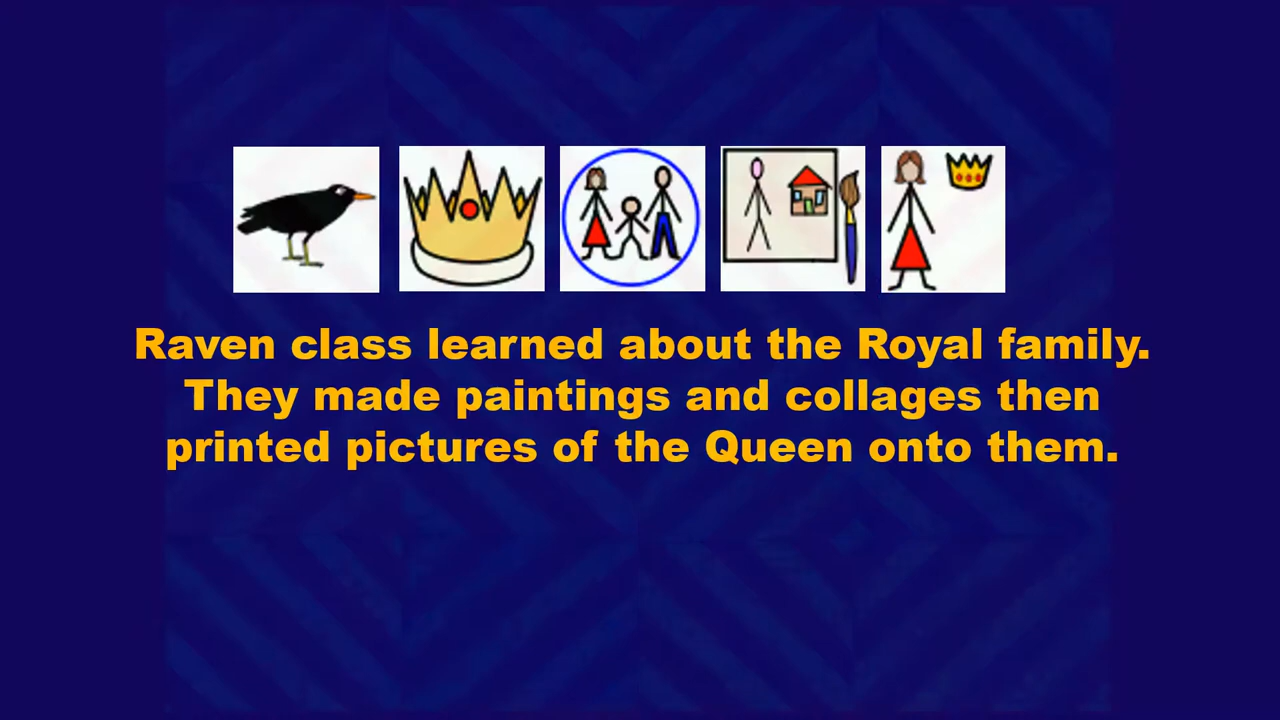 Raven class learned about the Royal family.
They made paintings and collages then
printed pictures of the Queen onto them.